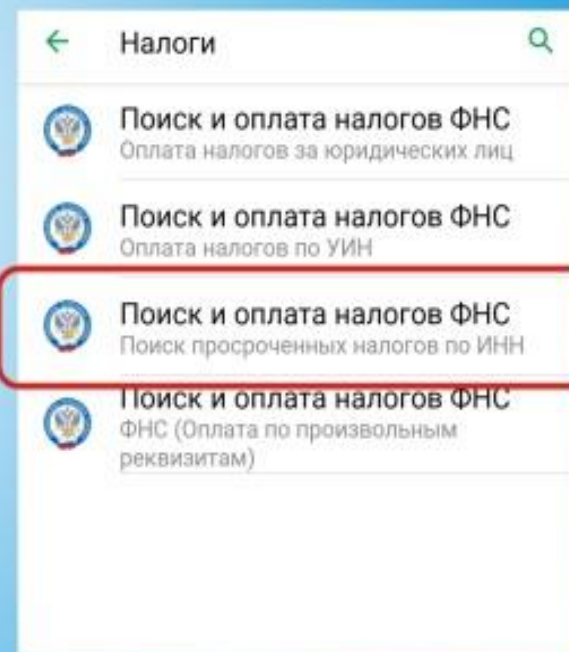 Налоги
Поиск и оплата налогов ФНС
Оплата налогов за юридических лиц
Поиск и оплата налогов ФНС
Оплата налогов по УИН
Поиск и оплата налогов ФНС
Поиск просроченных налогов по ИНН
Поиск и оплата налогов ФНС
ФНС (Оплата по произвольным
реквизитам)